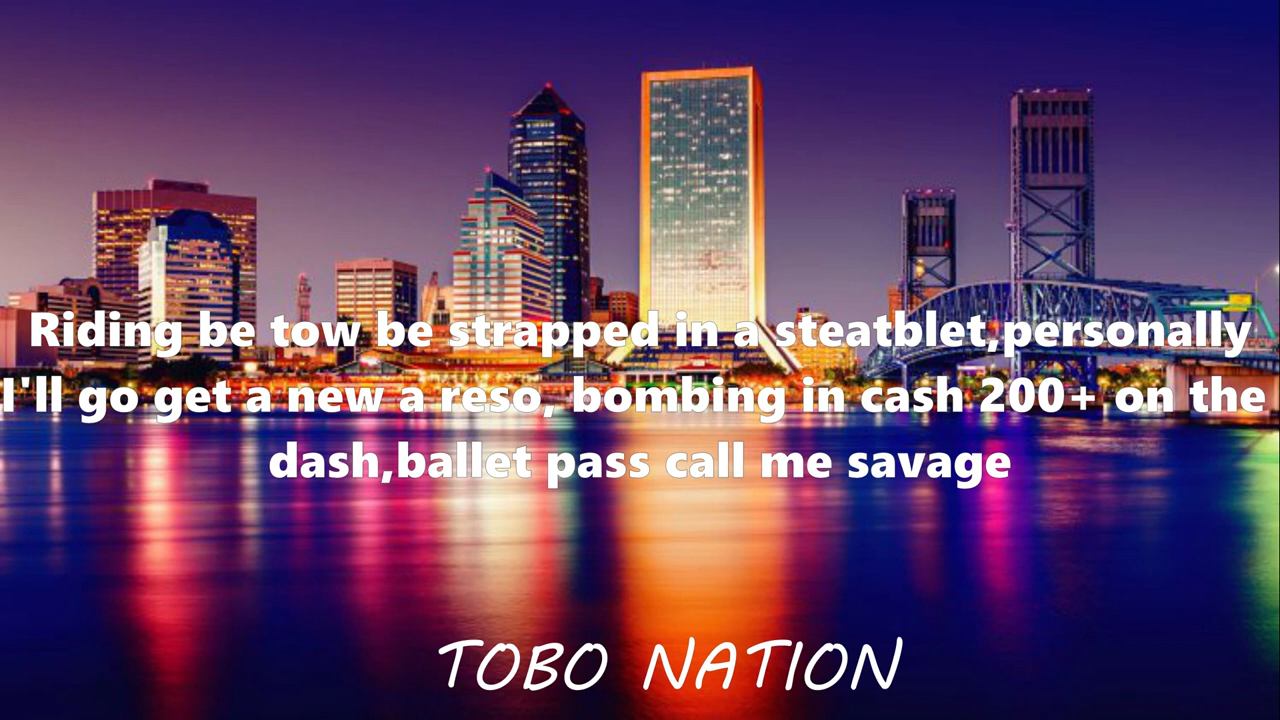 Riding be tow be strapped in a steatblet,personally
I'll go get a new a reso, bombing in cash 200+ on the
dash,ballet pass call me savage
TOBO NATION